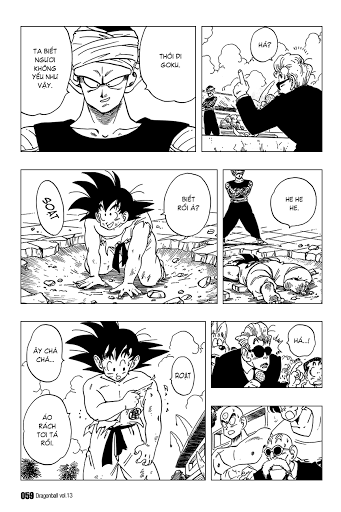 HẢ?
THÔI ĐI
GOKU.
TA BIẾT
NGƯƠI
KHÔNG
YẾU NHƯ
VẬY.
HE HE
HE.
BIẾT
RỒI À?
SOẠT
HẢ...!
ROẠT
ÂY CHÀ
CHÀ...
ÁO
RÁCH
TƠI TẢ
RỒI.
059 Dragonball vol.13